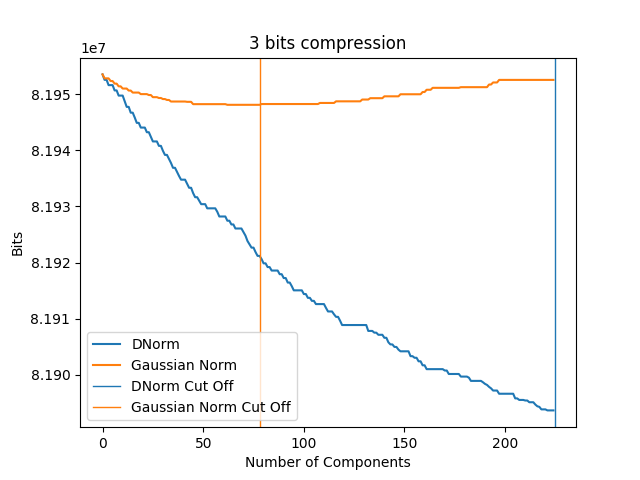 3 bits compression
1e7
8.195
8.194
8.193
8.192
8.191
8.190
Bits
DNorm
Gaussian Norm
DNorm Cut Off
Gaussian Norm Cut Off
0 50 100 150 200
Number of Components